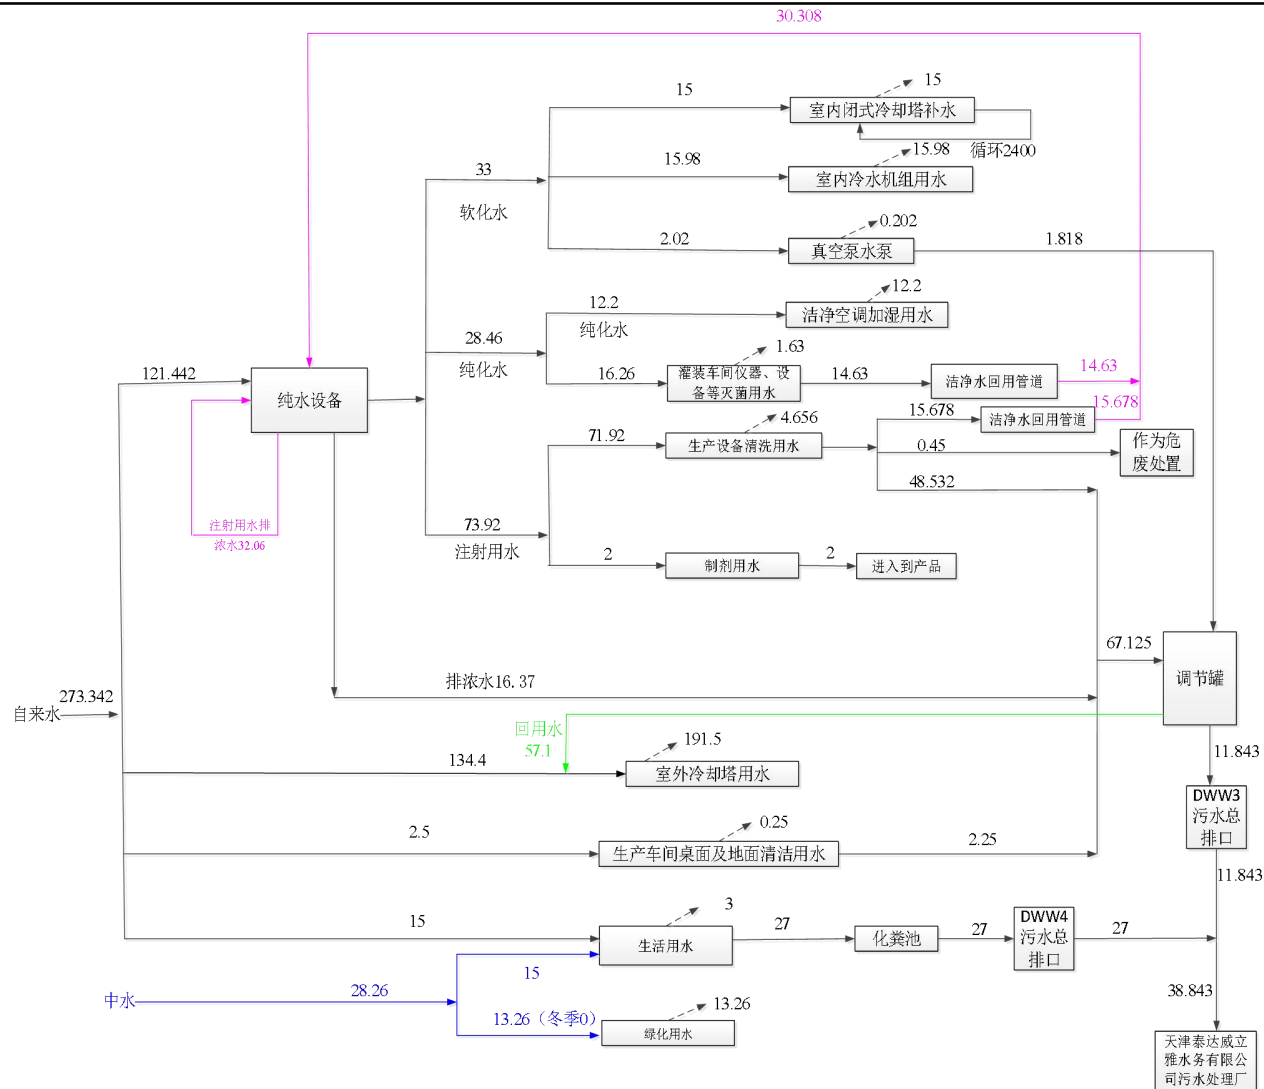 30.308
15
15
室内闭式冷却塔补水
循环2400
15.98
15.98
室内冷水机组用水
33
软化水
0.202
2.02
真空泵水泵
1.818
12.2
12.2
纯化水
洁净空调加湿用水
28.46
纯化水
1.63
16.26
灌装车间仪器、设
备等灭菌用水
14.63
洁净水回用管道
14.63
121.442
纯水设备
15.678
洁净水回用管道
15.678
4.656
71.92
生产设备清洗用水
0.45
作为危
废处置
48.532
注射用水排
浓水32.06
73.92
注射用水
2
制剂用水
2
进入到产品
67.125
调节罐
排浓水16.37
自来水
273.342
回用水
57.1
191.5
134.4
室外冷却塔用水
11.843
DWW3
污水总
排口
0.25
2.5
生产车间桌面及地面清洁用水
2.25
11.843
3
15
生活用水
27
化粪池
27
DWW4
污水总
排口
27
15
中水
28.26
38.843
13.26（冬季0）
13.26
绿化用水
天津泰达威立
雅水务有限公
司污水处理厂